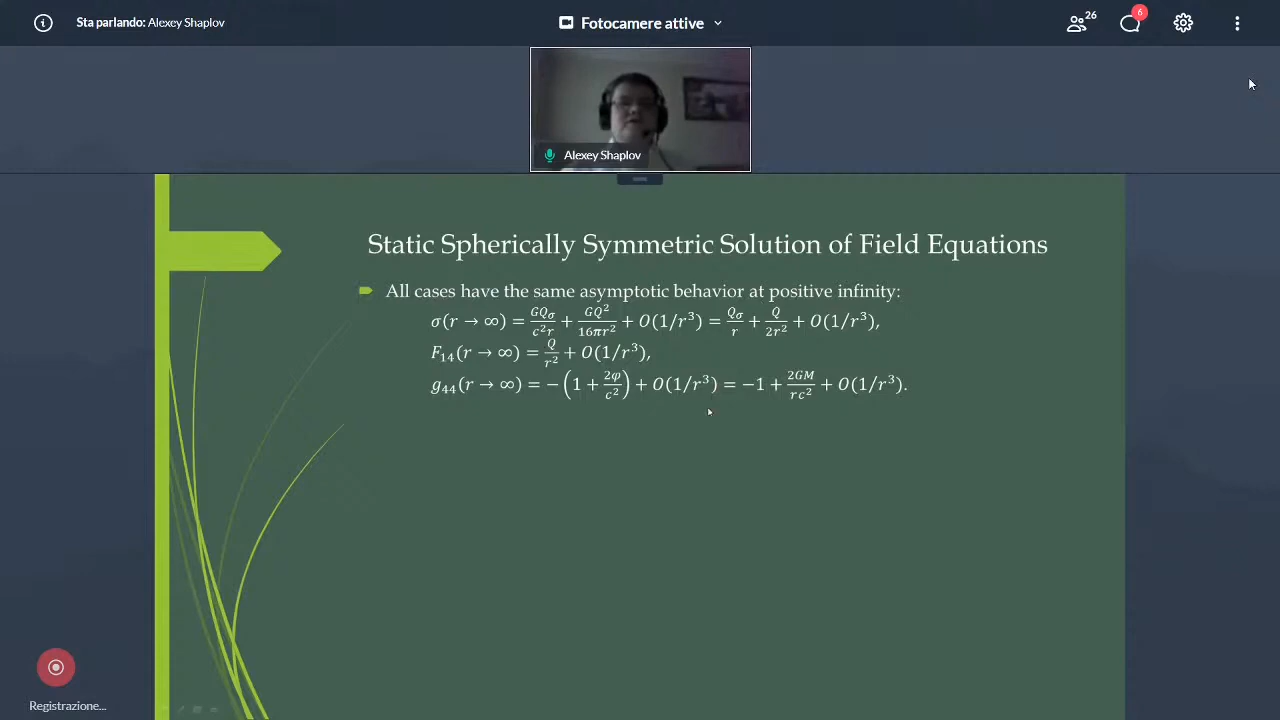 Sta parlando: Alexey Shaplov
Fotocamere attive
26
6
Alexey Shaplov
Static Spherically Symmetric Solution of Field Equations
All cases have the same asymptotic behavior at positive infinity:
σ(r → ∞) = GQ_σ/c²r + GQ²/16πr² + O(1/r³) = Q_σ/r + Q/2r² + O(1/r³),
F₁₄(r → ∞) = Q/r² + O(1/r³),
g₄₄(r → ∞) = −(1 + 2φ/c²) + O(1/r³) = −1 + 2GM/rc² + O(1/r³).
Registrazione...